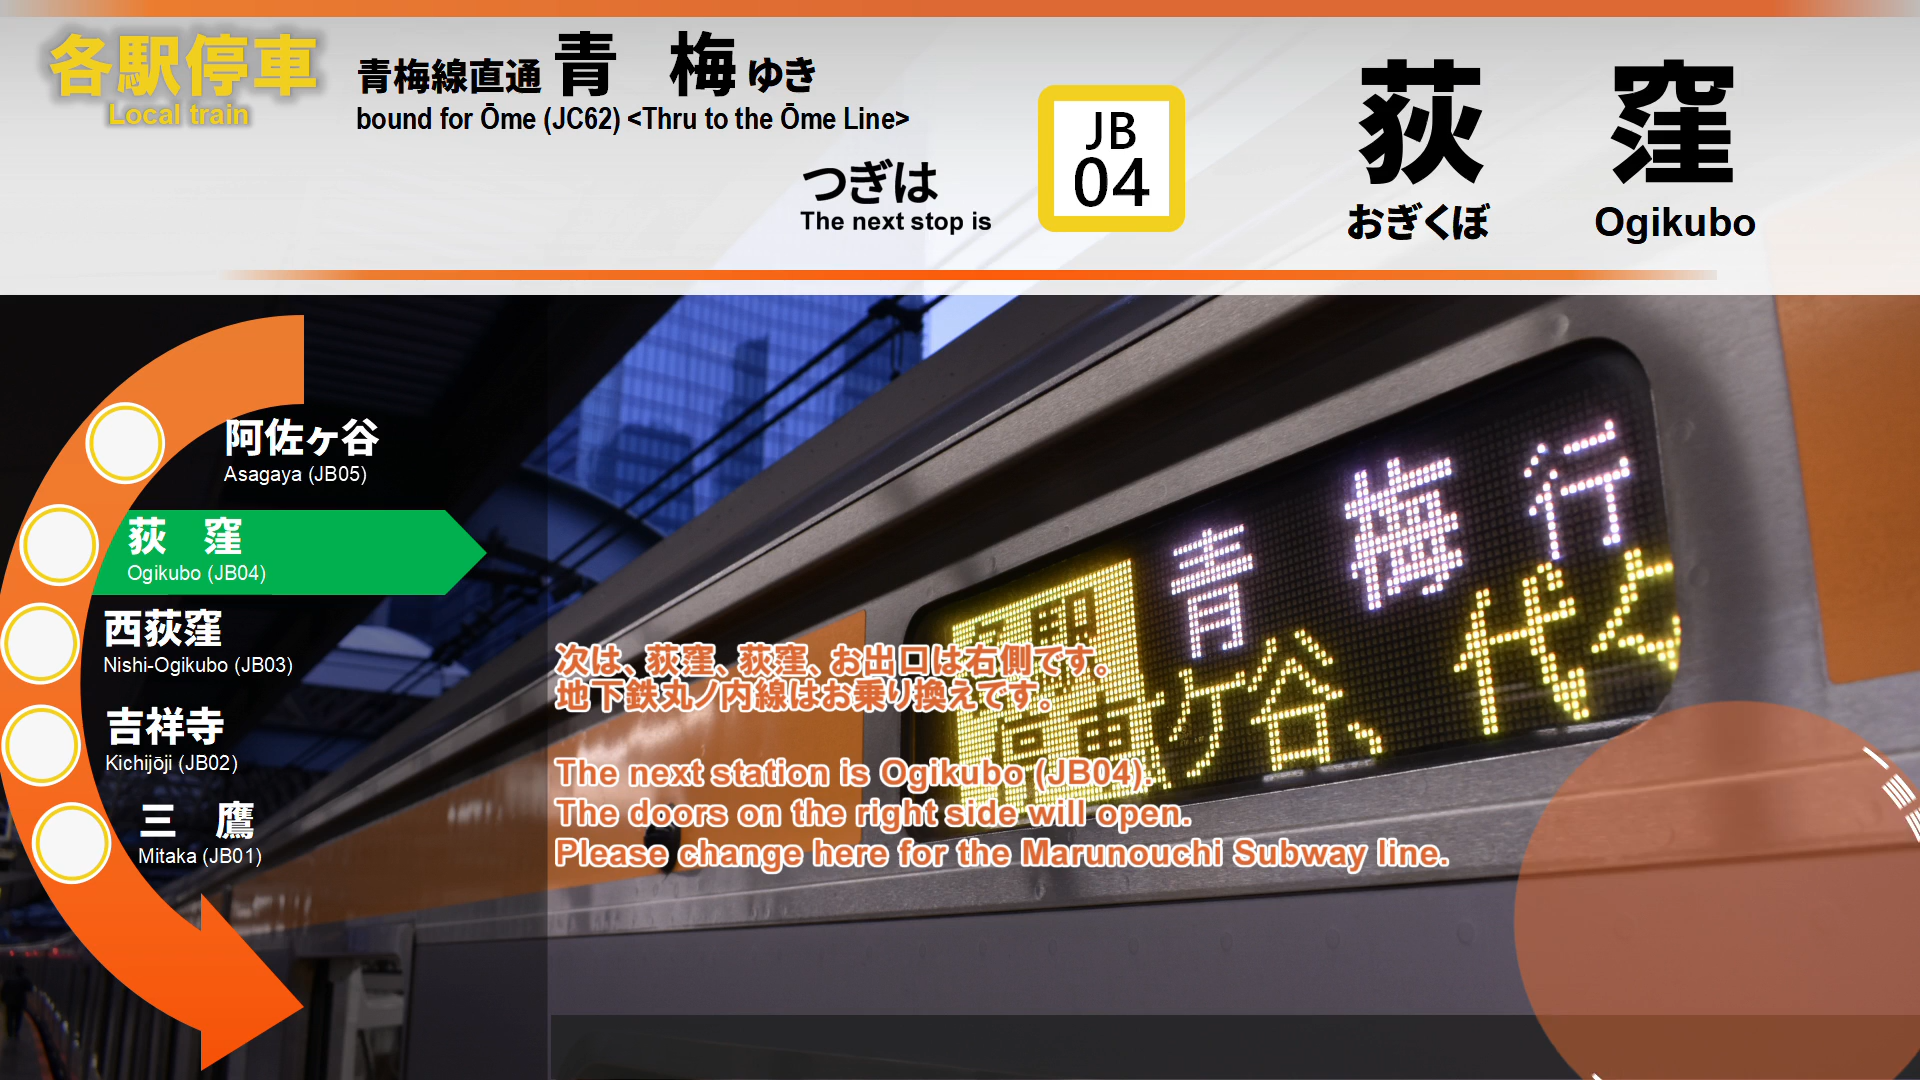 各駅停車
Local train
青梅線直通 青 梅 ゆき
bound for Ōme (JC62) <Thru to the Ōme Line>
つぎは
The next stop is
JB
04
荻 窪
おぎくぼ Ogikubo
阿佐ヶ谷
Asagaya (JB05)
荻 窪
Ogikubo (JB04)
西荻窪
Nishi-Ogikubo (JB03)
吉祥寺
Kichijōji (JB02)
三 鷹
Mitaka (JB01)
青 梅 行
ケ谷、代々
次は、荻窪、荻窪、お出口は右側です。
地下鉄丸ノ内線はお乗り換えです。
The next station is Ogikubo (JB04).
The doors on the right side will open.
Please change here for the Marunouchi Subway line.